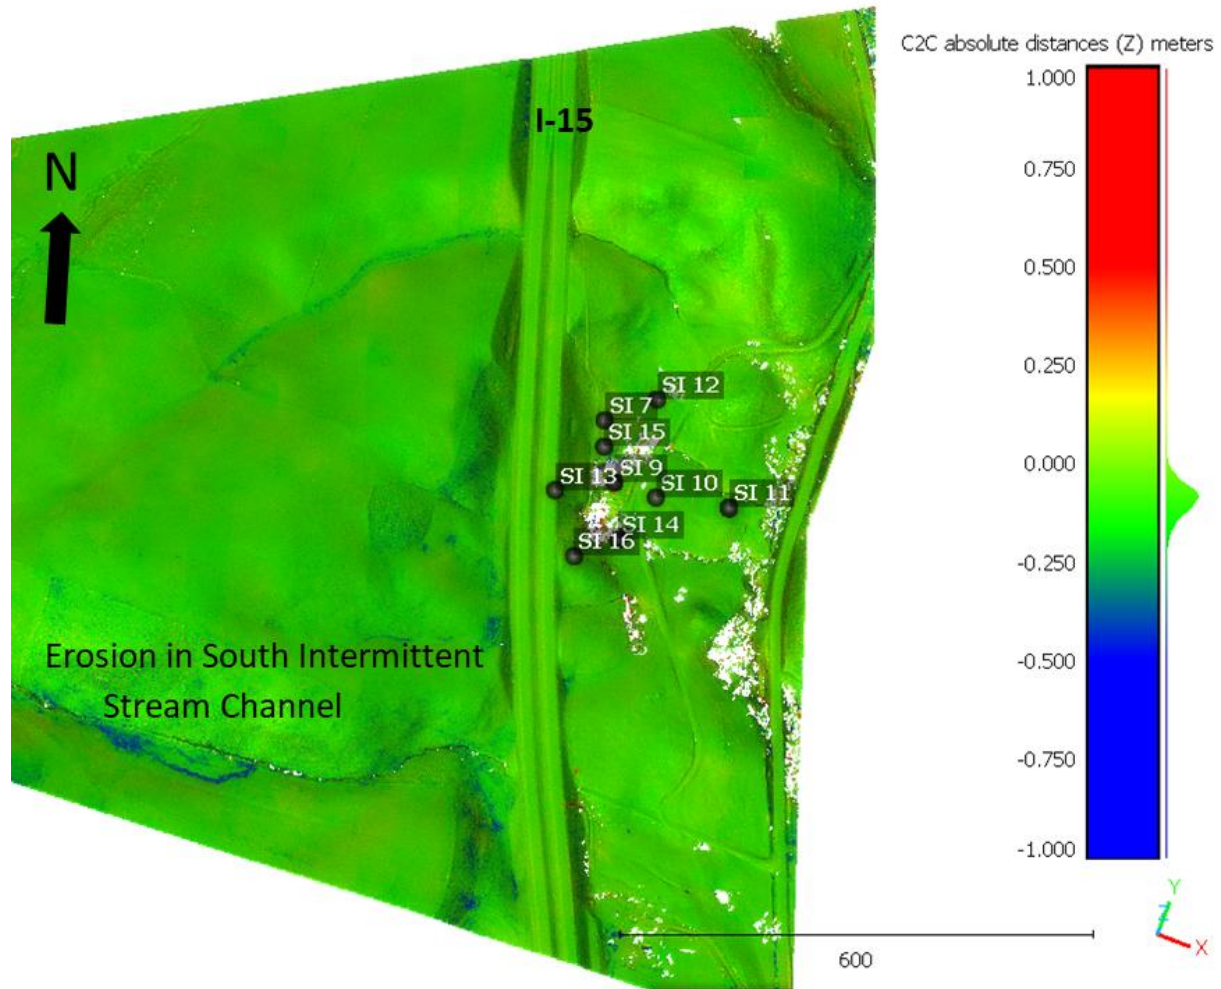 C2C absolute distances (Z) meters
1.000
0.750
0.500
0.250
0.000
-0.250
-0.500
-0.750
-1.000
I-15
N
SI 12
SI 7
SI 15
SI 9
SI 13
SI 10
SI 11
SI 14
SI 16
Erosion in South Intermittent
Stream Channel
600
Y
Z
X